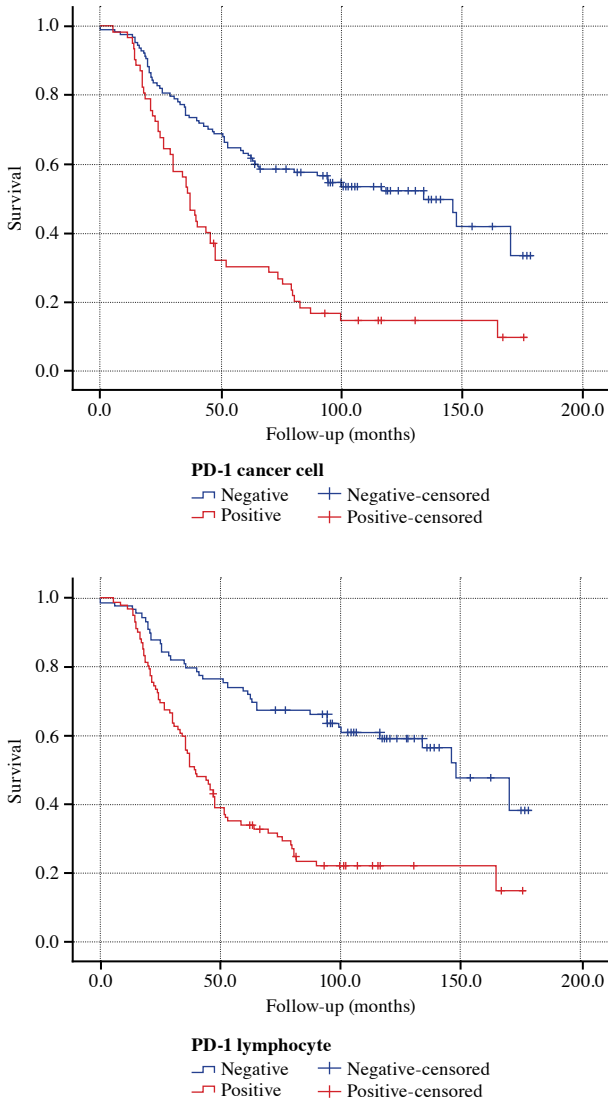 1.0
0.8
0.6
0.4
0.2
0.0
Survival
0.0 50.0 100.0 150.0 200.0
Follow-up (months)
PD-1 cancer cell
Negative Negative-censored
Positive Positive-censored
1.0
0.8
0.6
0.4
0.2
0.0
Survival
0.0 50.0 100.0 150.0 200.0
Follow-up (months)
PD-1 lymphocyte
Negative Negative-censored
Positive Positive-censored